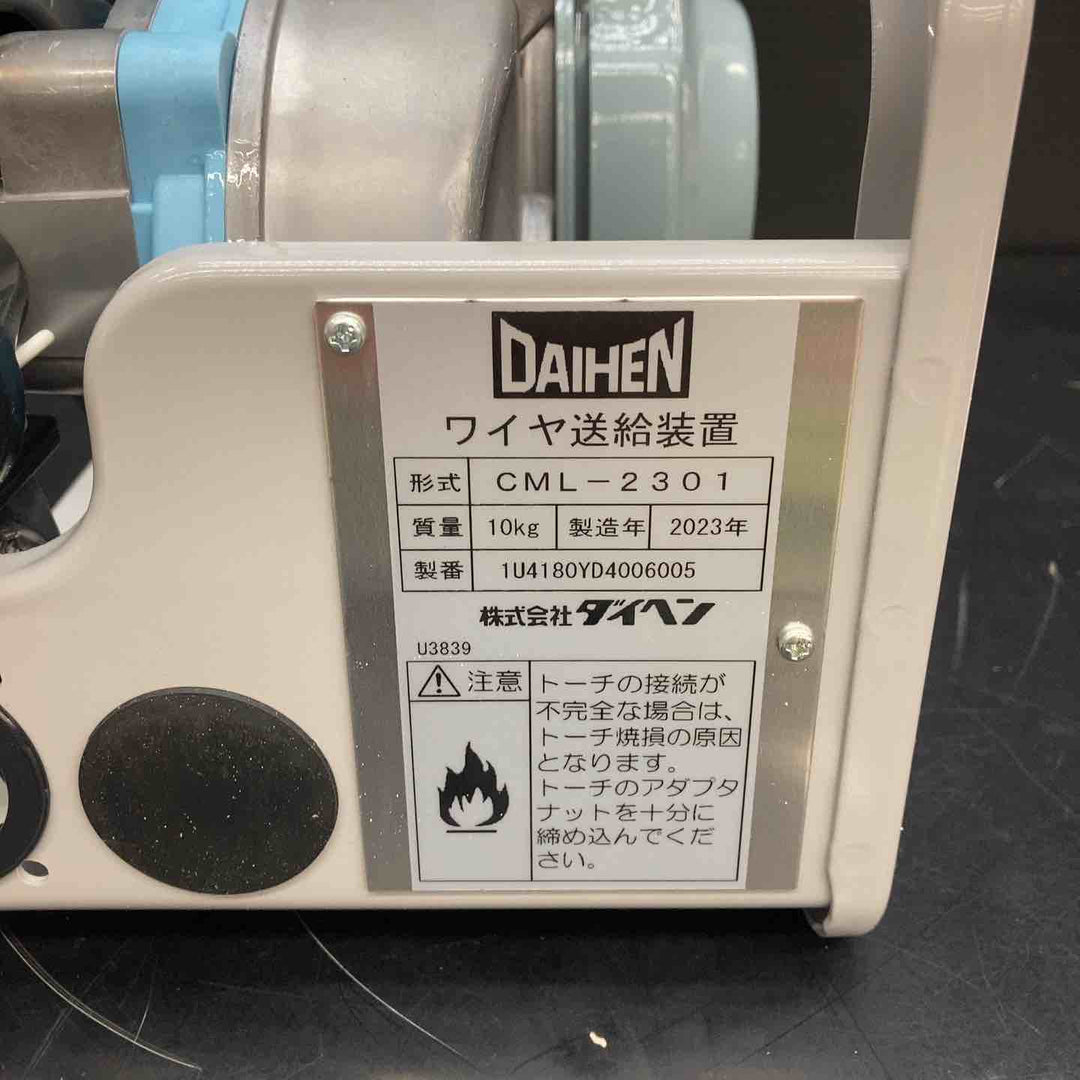 DAIHEN
ワイヤ送給装置
形式 CML－2301
質量 10kg 製造年 2023年
製番 1U4180YD4006005
株式会社ダイヘン
U3839
注意
トーチの接続が
不完全な場合は、
トーチ焼損の原因
となります。
トーチのアダプタ
ナットを十分に
締め込んでくだ
さい。